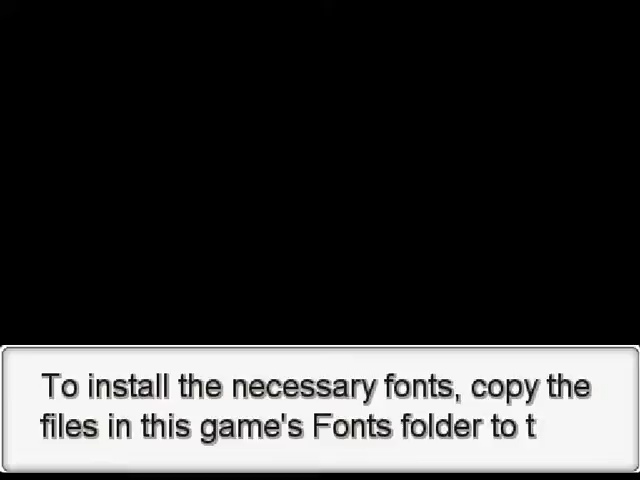 To install the necessary fonts, copy the
files in this game's Fonts folder to t